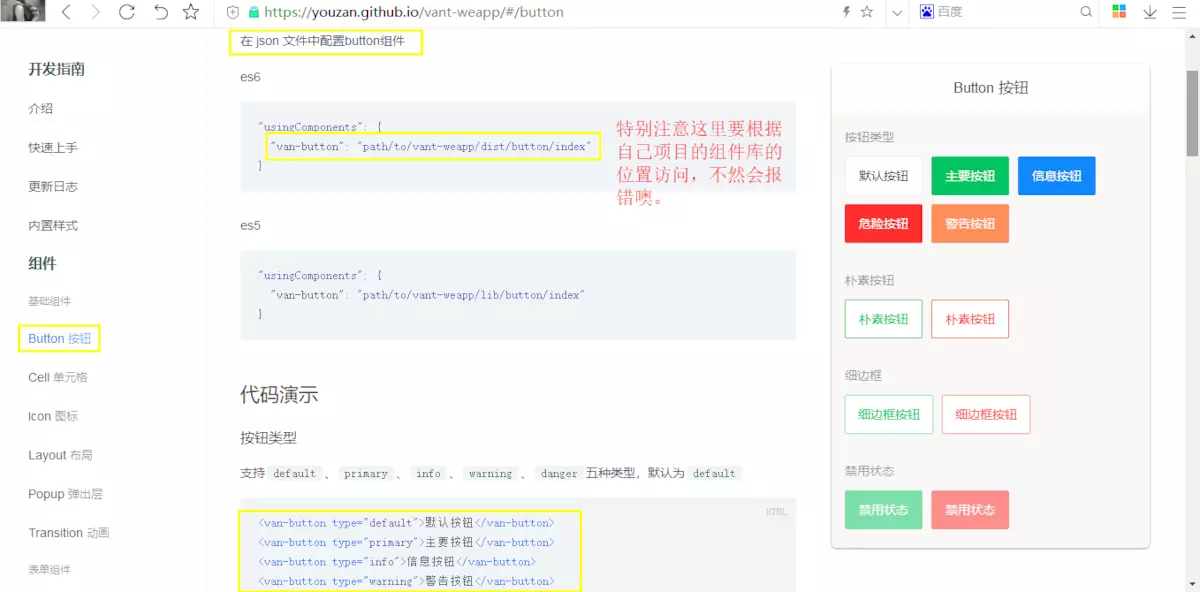 https://youzan.github.io/vant-weapp/#/button
百度
在 json 文件中配置button组件
开发指南
介绍
快速上手
更新日志
内置样式
组件
基础组件
Button 按钮
Cell 单元格
Icon 图标
Layout 布局
Popup 弹出层
Transition 动画
表单组件
es6
"usingComponents": {
"van-button": "path/to/vant-weapp/dist/button/index"
}
特别注意这里要根据
自己项目的组件库的
位置访问，不然会报
错噢。
es5
"usingComponents": {
"van-button": "path/to/vant-weapp/lib/button/index"
}
代码演示
按钮类型
支持 default 、 primary 、 info 、 warning 、 danger 五种类型，默认为 default
HTML
<van-button type="default">默认按钮</van-button>
<van-button type="primary">主要按钮</van-button>
<van-button type="info">信息按钮</van-button>
<van-button type="warning">警告按钮</van-button>
Button 按钮
按钮类型
默认按钮 主要按钮 信息按钮
危险按钮 警告按钮
朴素按钮
朴素按钮 朴素按钮
细边框
细边框按钮 细边框按钮
禁用状态
禁用状态 禁用状态